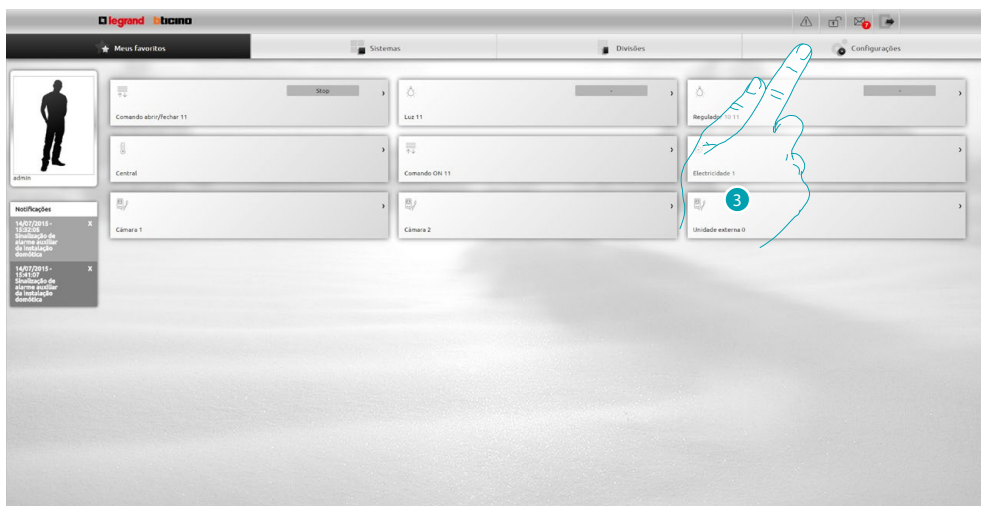 legrand bticino
7
Meus favoritos
Sistemas
Divisões
Configurações
Comando abrir/fechar 11
Stop
Luz 11
-
Regulador 10 11
-
admin
Central
Comando ON 11
Electricidade 1
Câmara 1
Câmara 2
Unidade externa 0
3
Notificações
14/07/2015 - X
13:32:05
Sinalização de
alarme auxiliar
da instalação
domótica
14/07/2015 - X
15:41:07
Sinalização de
alarme auxiliar
da instalação
domótica